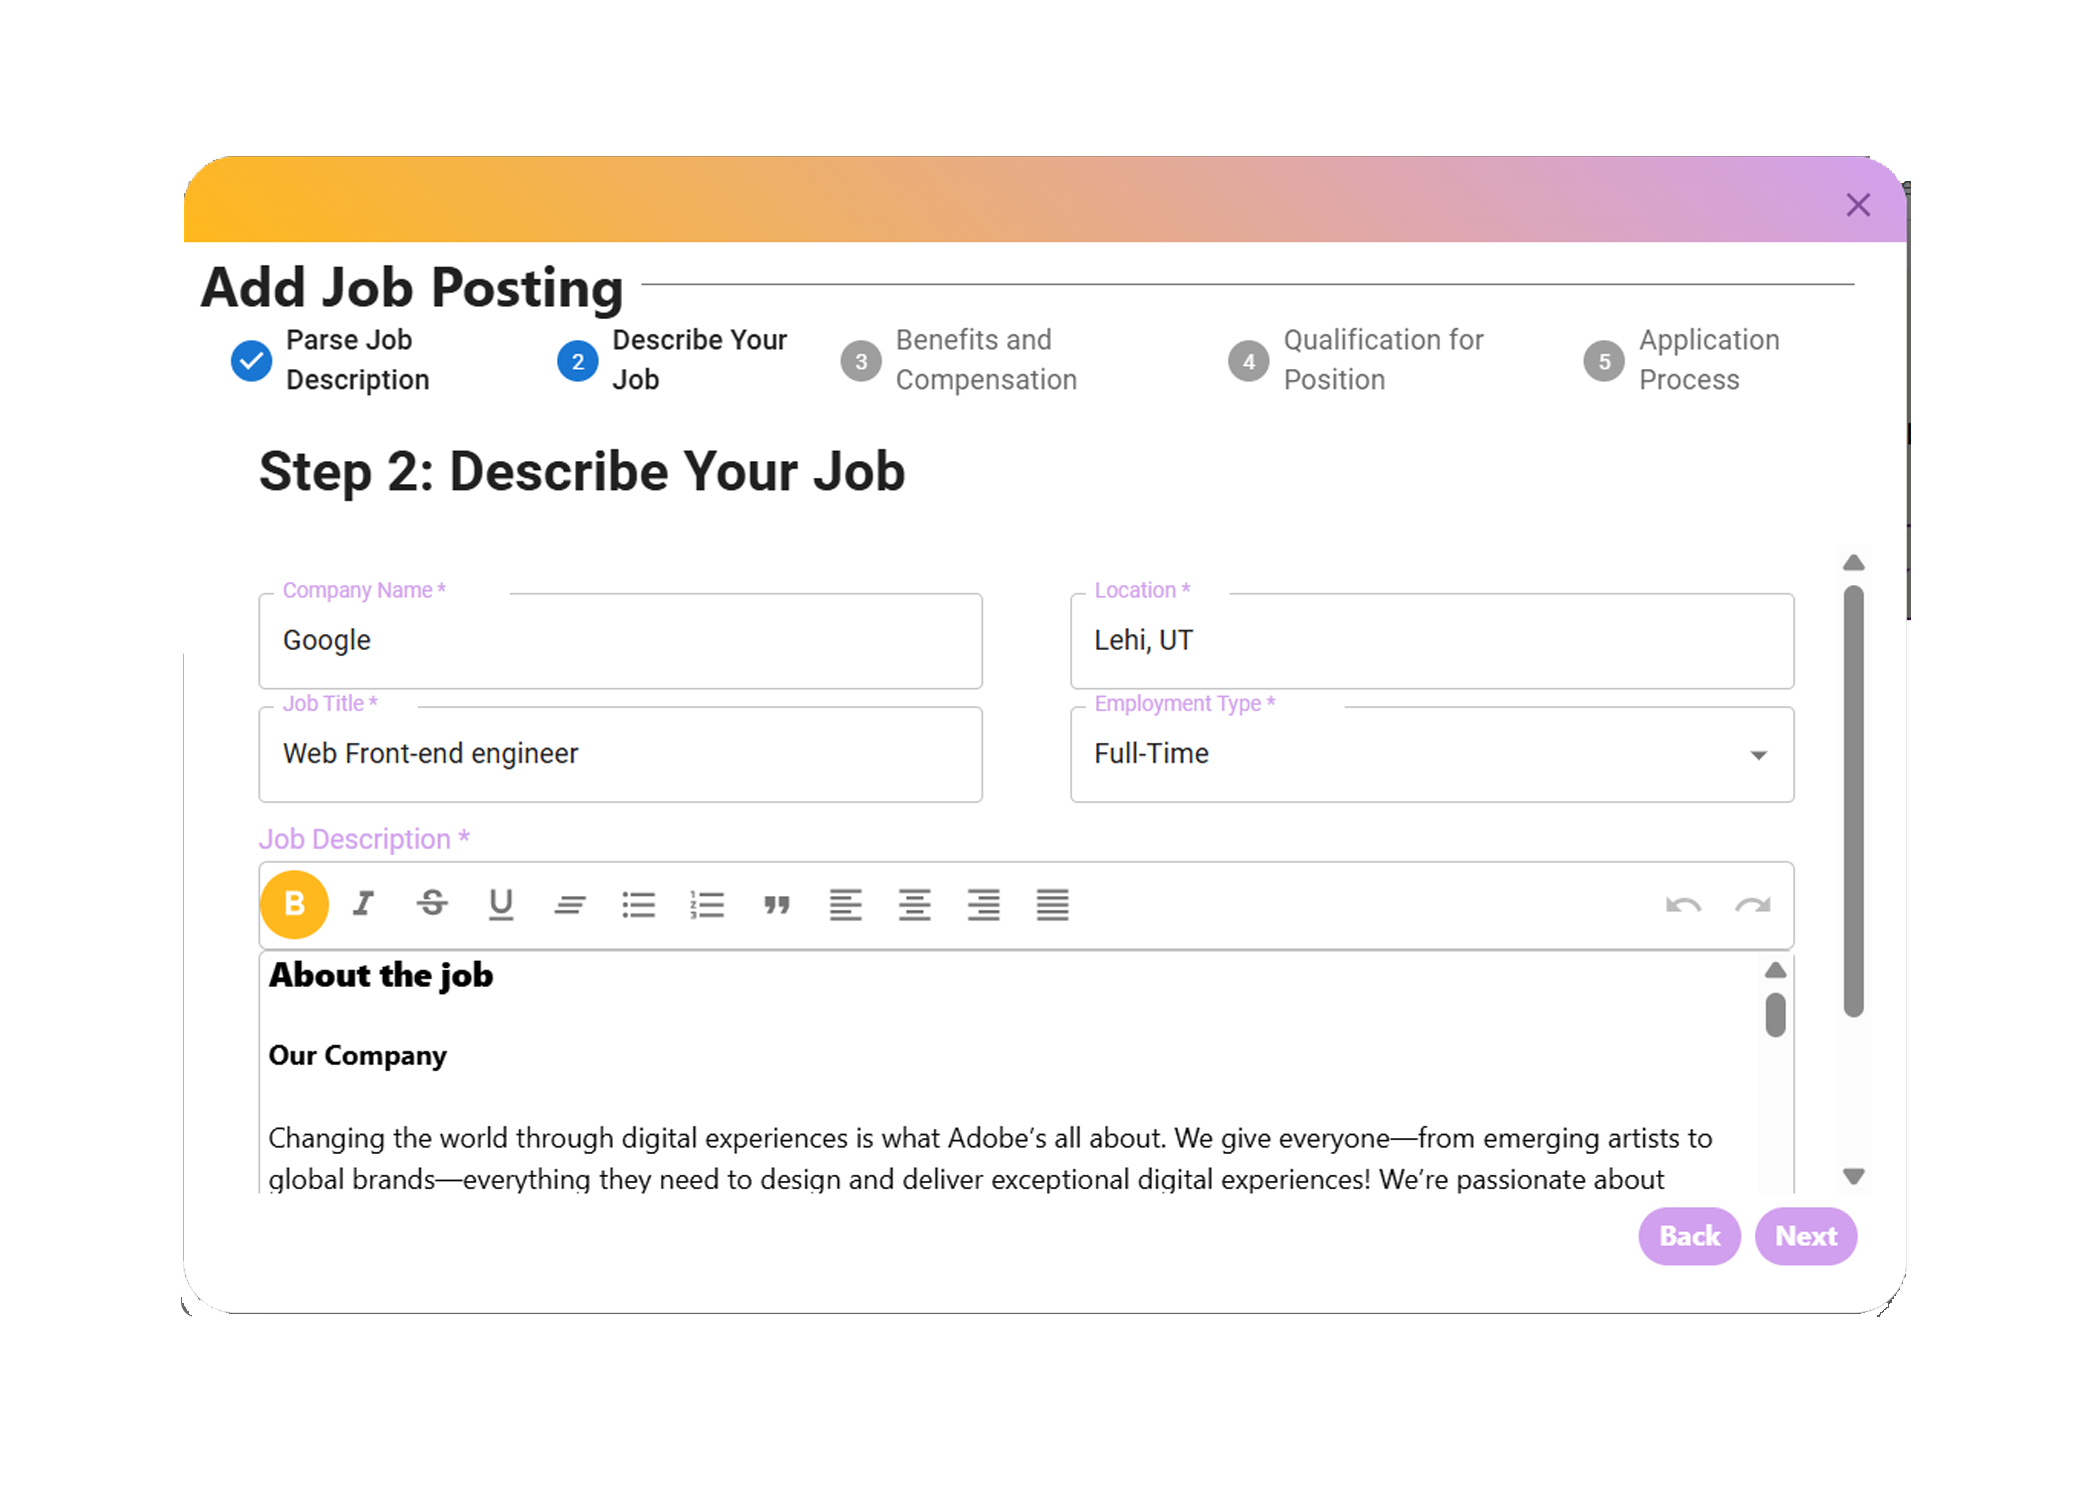 Add Job Posting
Parse Job Description
2 Describe Your Job
3 Benefits and Compensation
4 Qualification for Position
5 Application Process
Step 2: Describe Your Job
Company Name *
Google
Location *
Lehi, UT
Job Title *
Web Front-end engineer
Employment Type *
Full-Time
Job Description *
B I S U
About the job
Our Company
Changing the world through digital experiences is what Adobe’s all about. We give everyone—from emerging artists to
global brands—everything they need to design and deliver exceptional digital experiences! We’re passionate about
Back Next